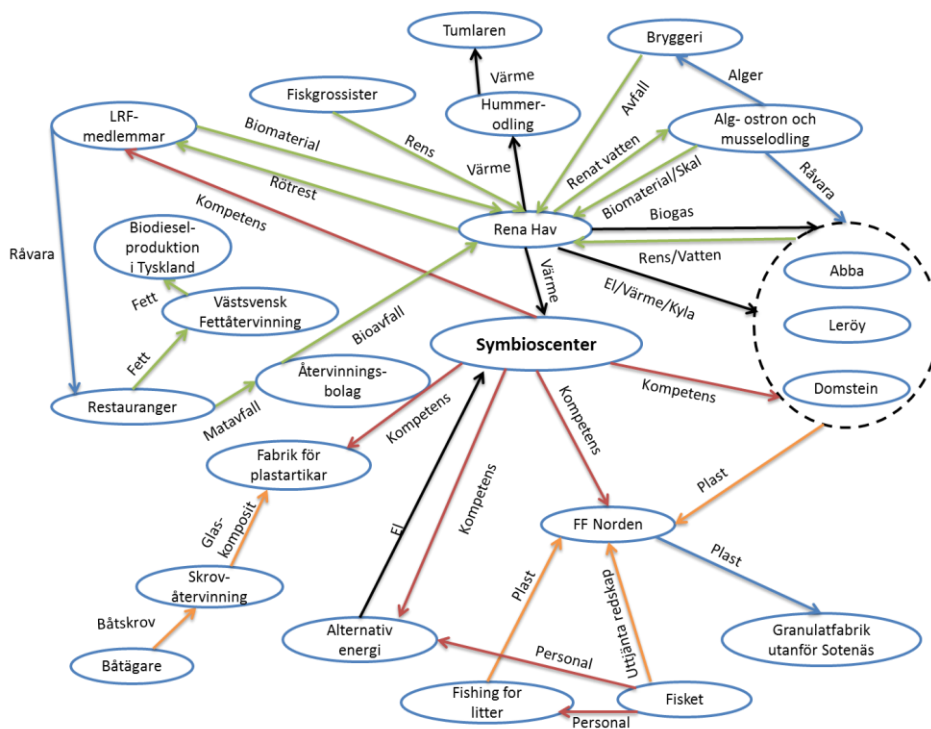 Tumlaren
Bryggeri
Värme
Alger
Fiskgrossister
Hummer-
odling
Avfall
LRF-
medlemmar
Alg- ostron och
musselodling
Biomaterial
Rens
Renat vatten
Värme
Rötrest
Biomaterial/Skal
Råvara
Kompetens
Rena Hav
Biogas
Rens/Vatten
Biodiesel-
produktion
i Tyskland
Råvara
Värme
El/Värme/Kyla
Abba
Fett
Västsvensk
Fettåtervinning
Bioavfall
Leröy
Symbioscenter
Fett
Återvinnings-
bolag
Kompetens
Domstein
Restauranger
Matavfall
Kompetens
Kompetens
Fabrik för
plastartikar
Kompetens
Plast
Glas-
komposit
El
FF Norden
Plast
Skrov-
återvinning
Plast
Uttjänta redskap
Båtskrov
Alternativ
energi
Granulatfabrik
utanför Sotenäs
Båtägare
Personal
Fishing for
litter
Fisket
Personal